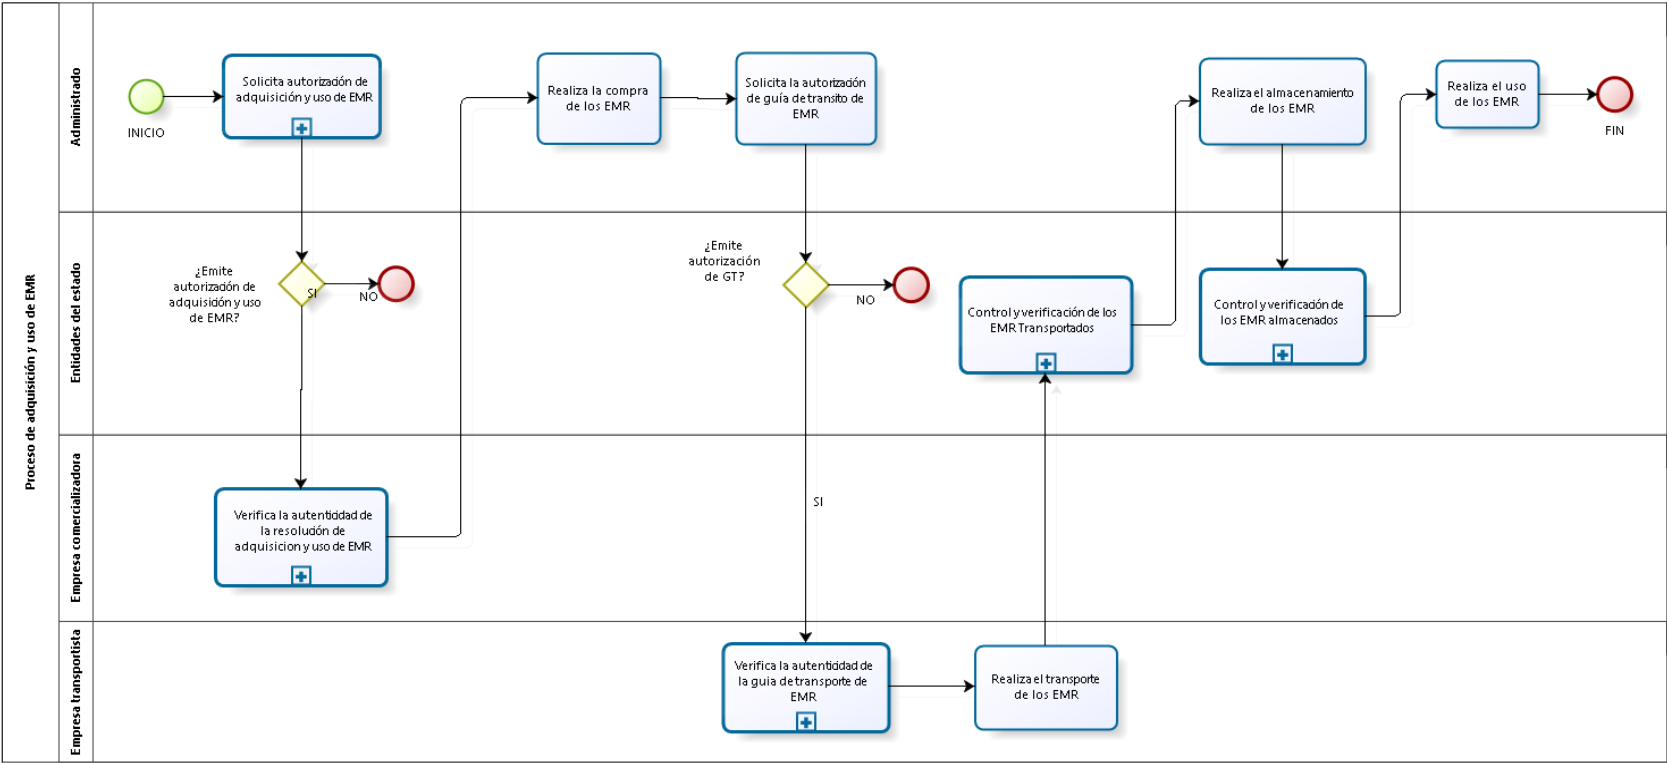 Proceso de adquisición y uso de EMR
Administrado
INICIO
Solicita autorización de
adquisición y uso de EMR
Realiza la compra
de los EMR
Solicita la autorización
de guía de transito de
EMR
Realiza el almacenamiento
de los EMR
Realiza el uso
de los EMR
FIN
Entidades del estado
¿Emite
autorización de
adquisición y uso
de EMR?
SI
NO
¿Emite
autorización
de GT?
NO
Control y verificación de los
EMR Transportados
Control y verificación de
los EMR almacenados
Empresa comercializadora
Verifica la autenticidad de
la resolución de
adquisicion y uso de EMR
SI
Empresa transportista
Verifica la autenticidad de
la guia de transporte de
EMR
Realiza el transporte
de los EMR